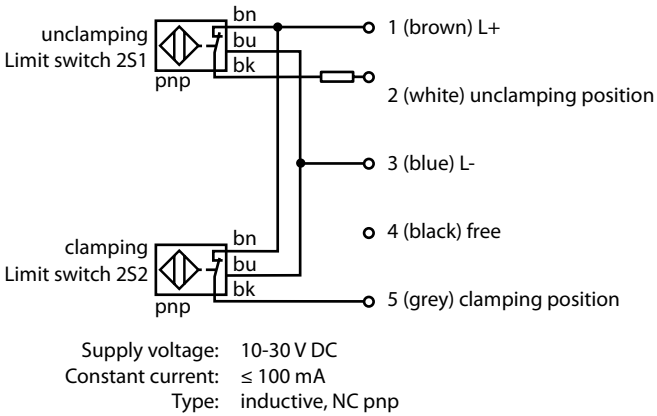 bn
1 (brown) L+
unclamping
Limit switch 2S1
bu
bk
pnp
2 (white) unclamping position
3 (blue) L-
4 (black) free
bn
clamping
Limit switch 2S2
bu
bk
pnp
5 (grey) clamping position
Supply voltage: 10-30 V DC
Constant current: ≤ 100 mA
Type: inductive, NC pnp